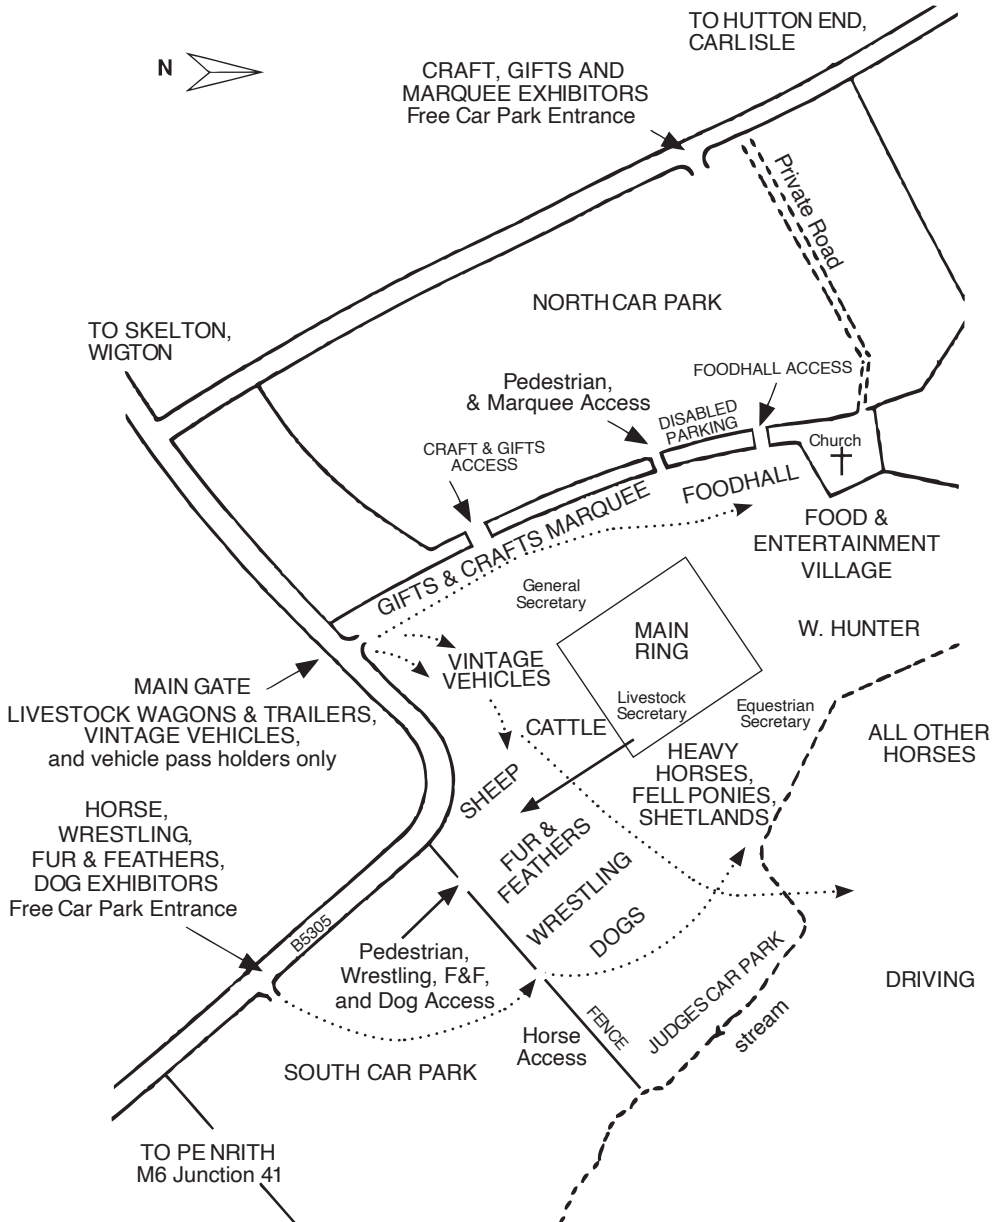 TO HUTTON END,
CARLISLE
N
CRAFT, GIFTS AND
MARQUEE EXHIBITORS
Free Car Park Entrance
Private Road
NORTH CAR PARK
TO SKELTON,
WIGTON
FOODHALL ACCESS
Pedestrian,
& Marquee Access
DISABLED
PARKING
CRAFT & GIFTS
ACCESS
Church
GIFTS & CRAFTS MARQUEE
FOODHALL
FOOD &
ENTERTAINMENT
VILLAGE
General
Secretary
MAIN
RING
W. HUNTER
VINTAGE
VEHICLES
MAIN GATE
LIVESTOCK WAGONS & TRAILERS,
VINTAGE VEHICLES,
and vehicle pass holders only
Livestock
Secretary
Equestrian
Secretary
CATTLE
ALL OTHER
HORSES
HEAVY
HORSES,
FELL PONIES,
SHETLANDS
SHEEP
HORSE,
WRESTLING,
FUR & FEATHERS,
DOG EXHIBITORS
Free Car Park Entrance
FUR &
FEATHERS
WRESTLING
DOGS
B5305
Pedestrian,
Wrestling, F&F,
and Dog Access
JUDGES CAR PARK
DRIVING
stream
FENCE
Horse
Access
SOUTH CAR PARK
TO PENRITH
M6 Junction 41